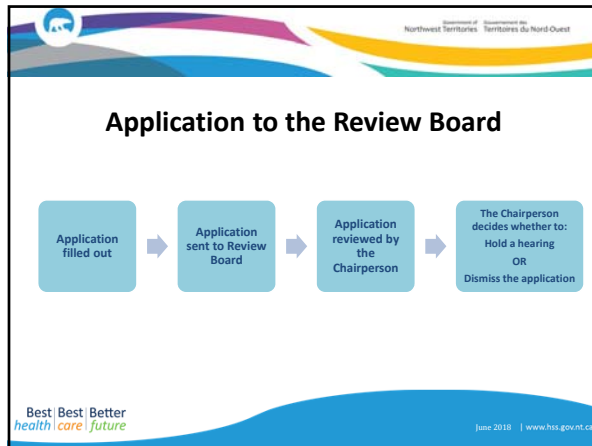 Government of Gouvernement des
Northwest Territories Territoires du Nord-Ouest
Application to the Review Board
Application
filled out
Application
sent to Review
Board
Application
reviewed by
the
Chairperson
The Chairperson
decides whether to:
Hold a hearing
OR
Dismiss the application
Best | Best | Better
health | care | future
June 2018 | www.hss.gov.nt.ca